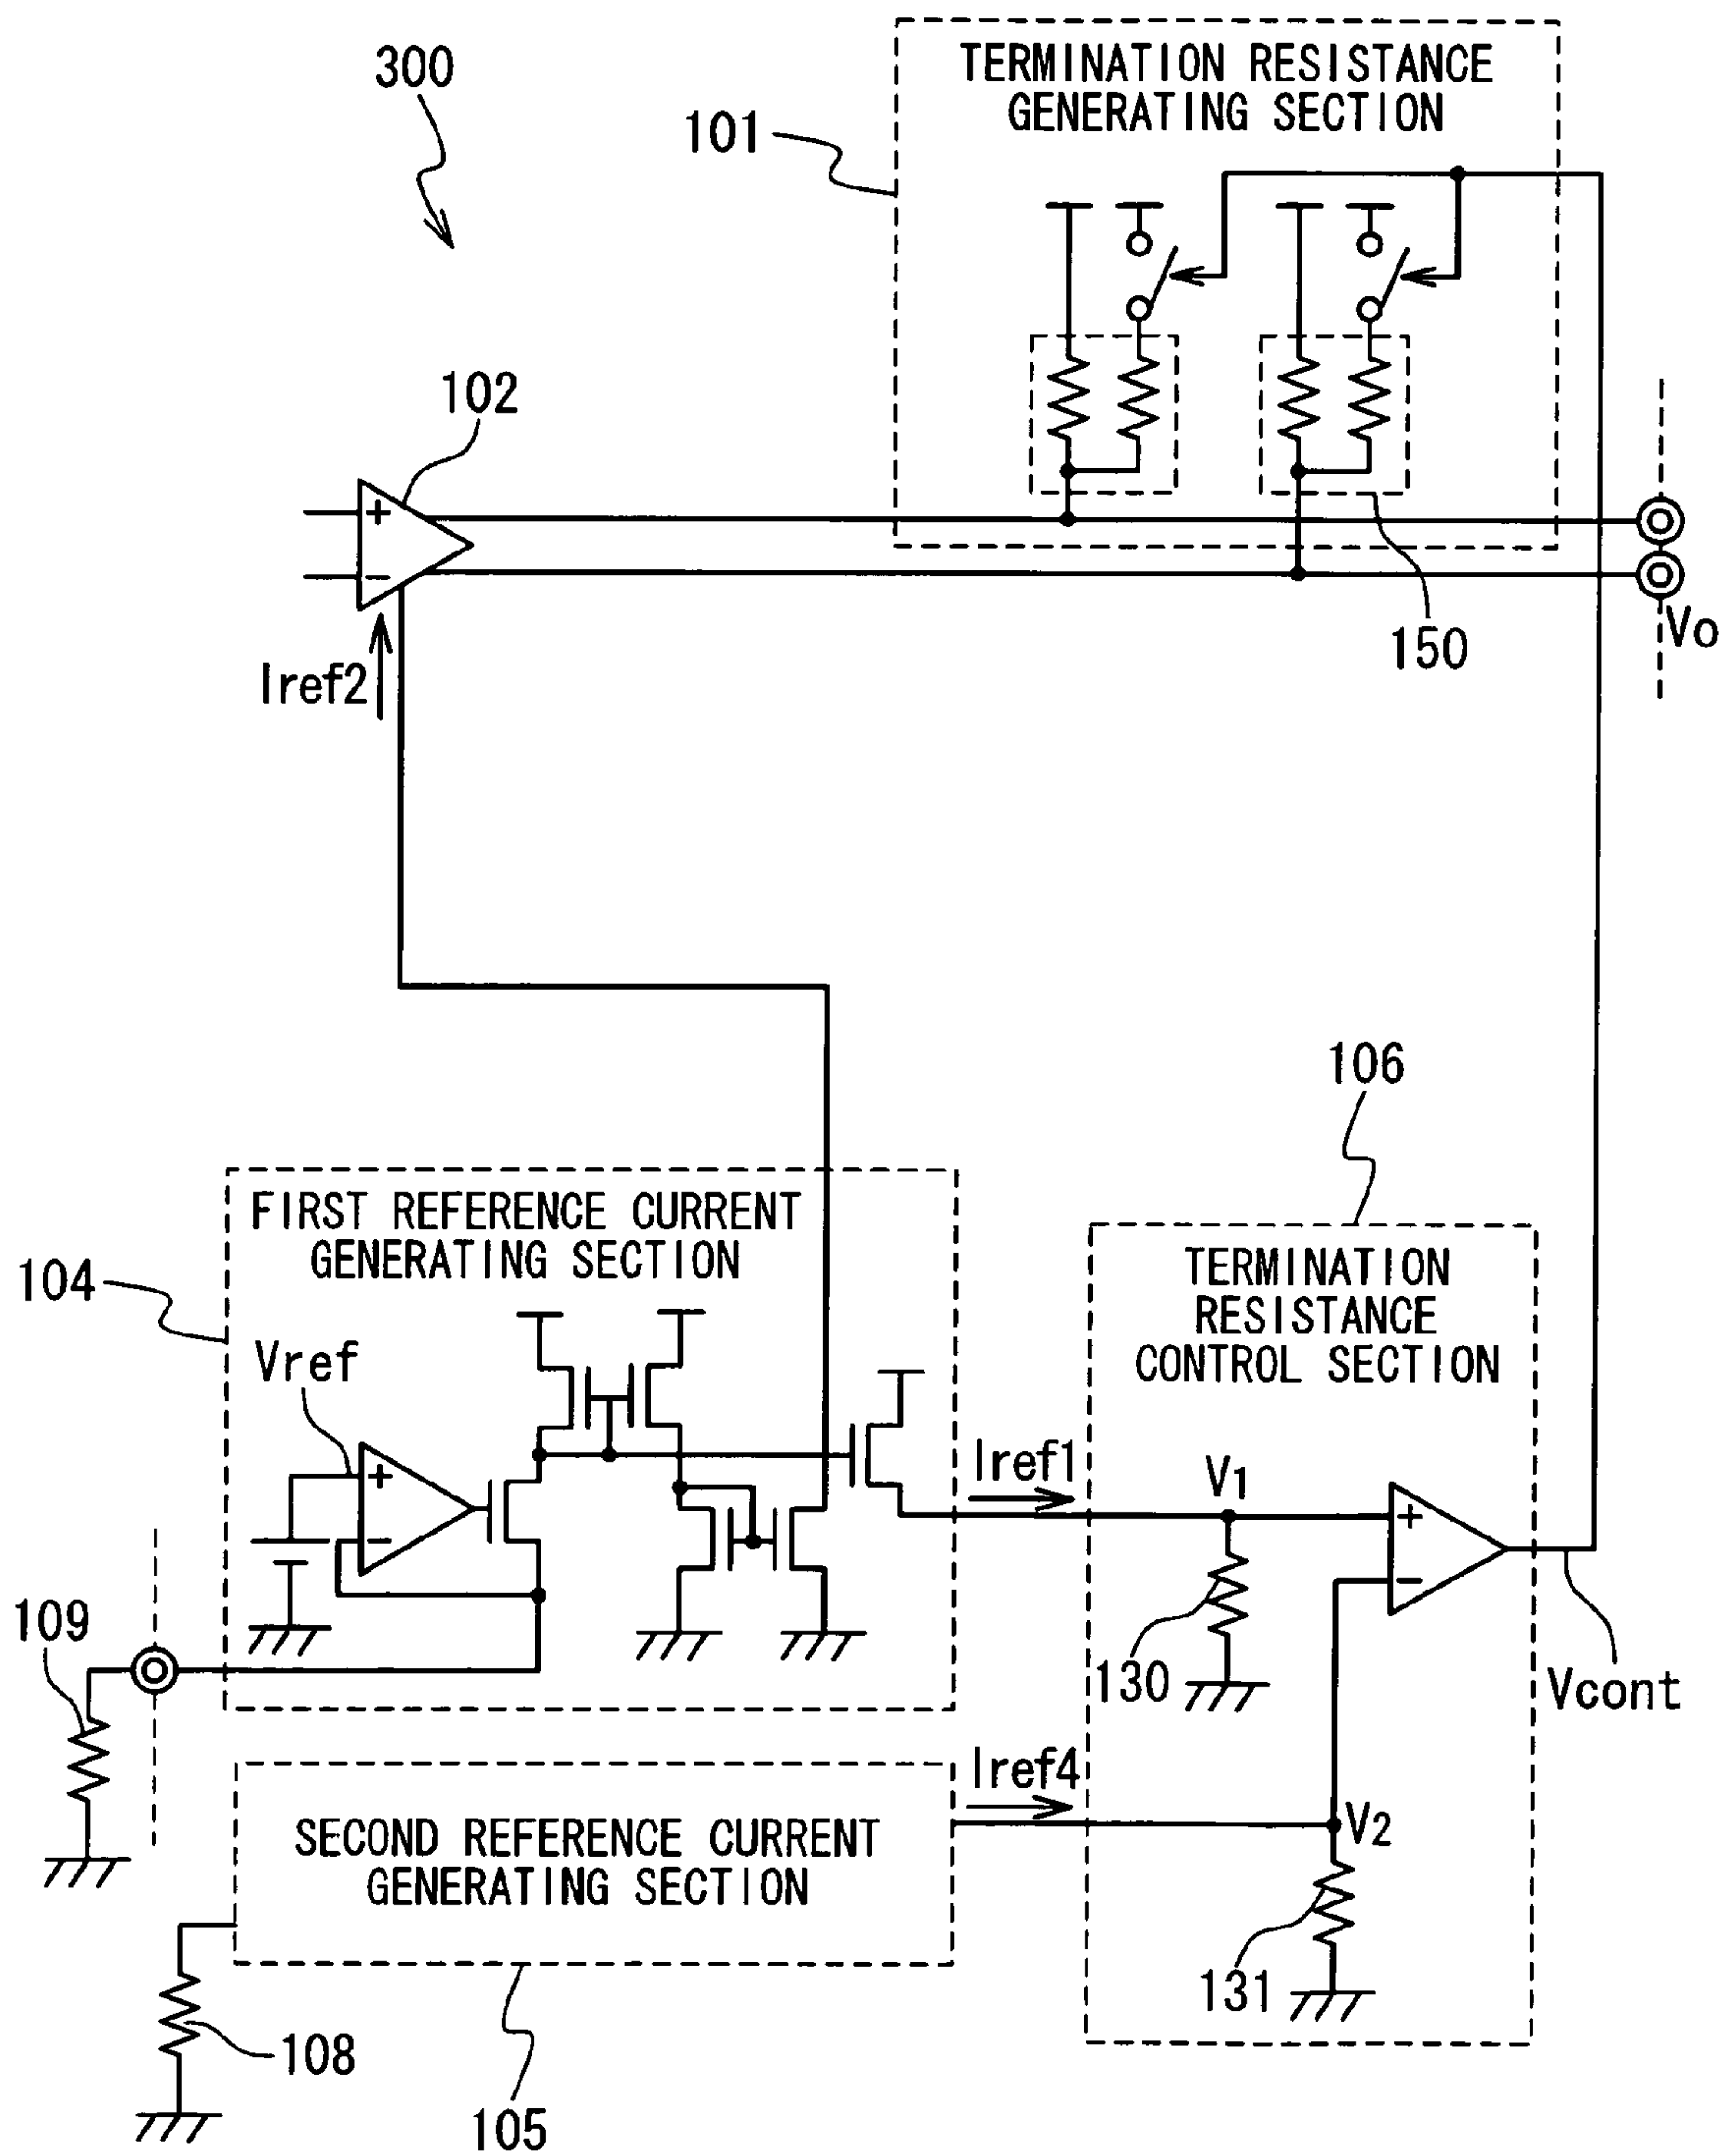 300
TERMINATION RESISTANCE
GENERATING SECTION
101
102
+
-
150
Vo
Iref2
106
FIRST REFERENCE CURRENT
GENERATING SECTION
104
TERMINATION
RESISTANCE
CONTROL SECTION
Vref
+
-
Iref1
V1
+
-
109
130
Vcont
Iref4
SECOND REFERENCE CURRENT
GENERATING SECTION
V2
131
108
105